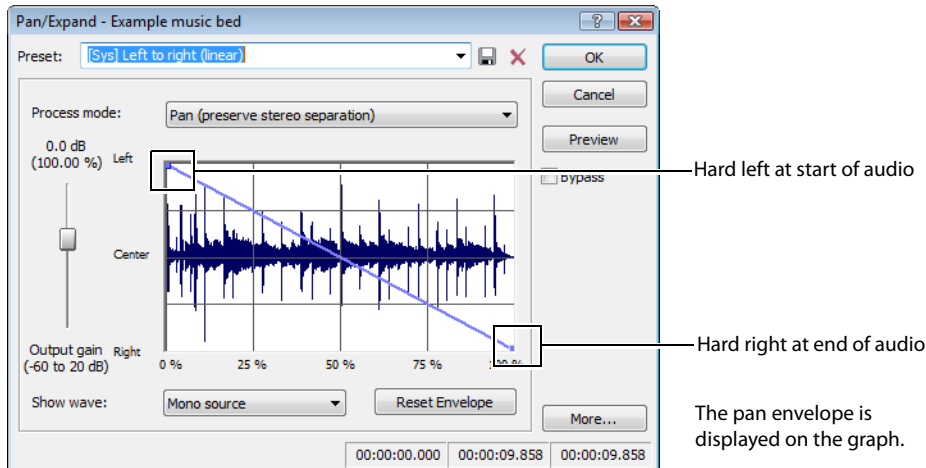 Pan/Expand - Example music bed
Preset: [Sys] Left to right (linear)
OK
Cancel
Process mode: Pan (preserve stereo separation)
Preview
0.0 dB
(100.00 %)
Left
Bypass
Hard left at start of audio
Center
Hard right at end of audio
Output gain
(-60 to 20 dB)
Right
0 % 25 % 50 % 75 % 100 %
Show wave: Mono source
Reset Envelope
More...
The pan envelope is
displayed on the graph.
00:00:00.000 00:00:09.858 00:00:09.858